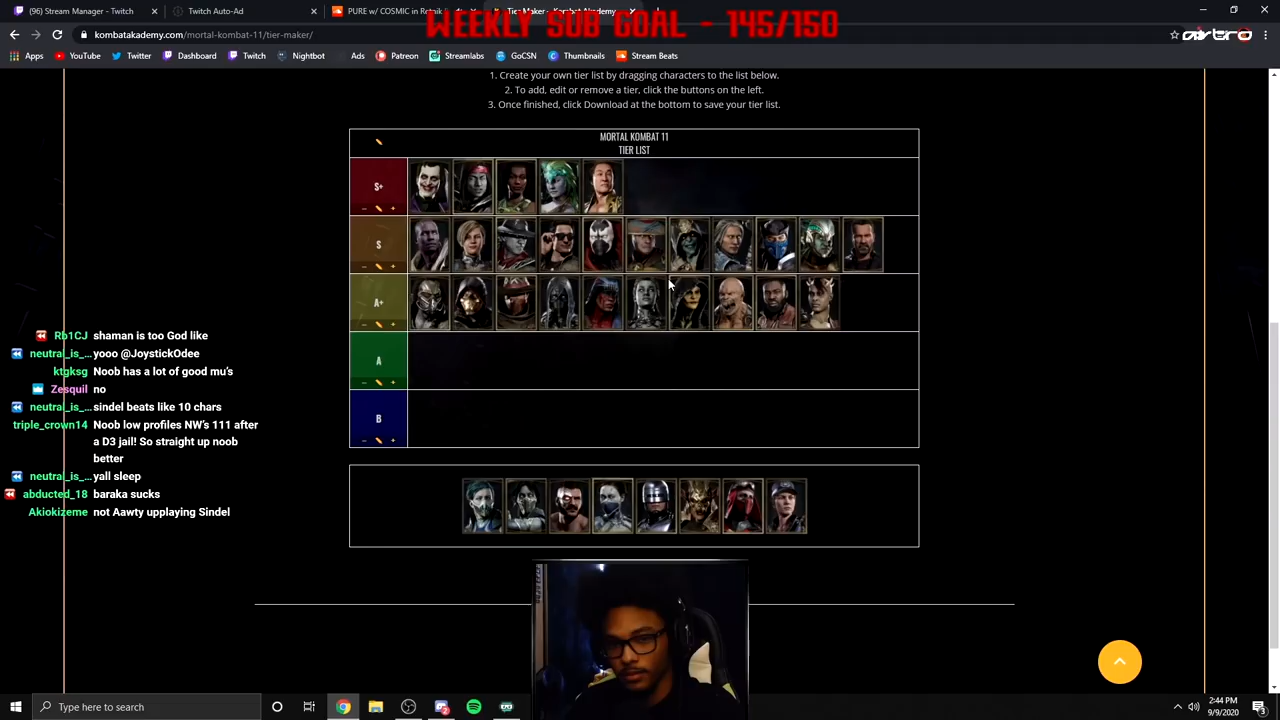 (96) Stream Manager - Twitch
Twitch Auto-Ad
PURE w/ COSMIC in
kombatakademy.com/mortal-kombat-11/tier-maker/
WEEKLY SUB GOAL - 145/150
Apps YouTube Twitter Dashboard Twitch Nightbot Ads Patreon Streamlabs GoCSN Thumbnails Stream Beats
1. Create your own tier list by dragging characters to the list below.
2. To add, edit or remove a tier, click the buttons on the left.
3. Once finished, click Download at the bottom to save your tier list.
MORTAL KOMBAT 11
TIER LIST
S+
S
A+
A
B
Rb1CJ shaman is too God like
neutral_is_... yooo @JoystickOdee
ktgksg Noob has a lot of good mu's
Zesquil no
neutral_is_... sindel beats like 10 chars
triple_crown14 Noob low profiles NW's 111 after
a D3 jail! So straight up noob
better
neutral_is_... yall sleep
abducted_18 baraka sucks
Akiokizeme not Aawty upplaying Sindel
Type here to search
2:44 PM
9/9/2020